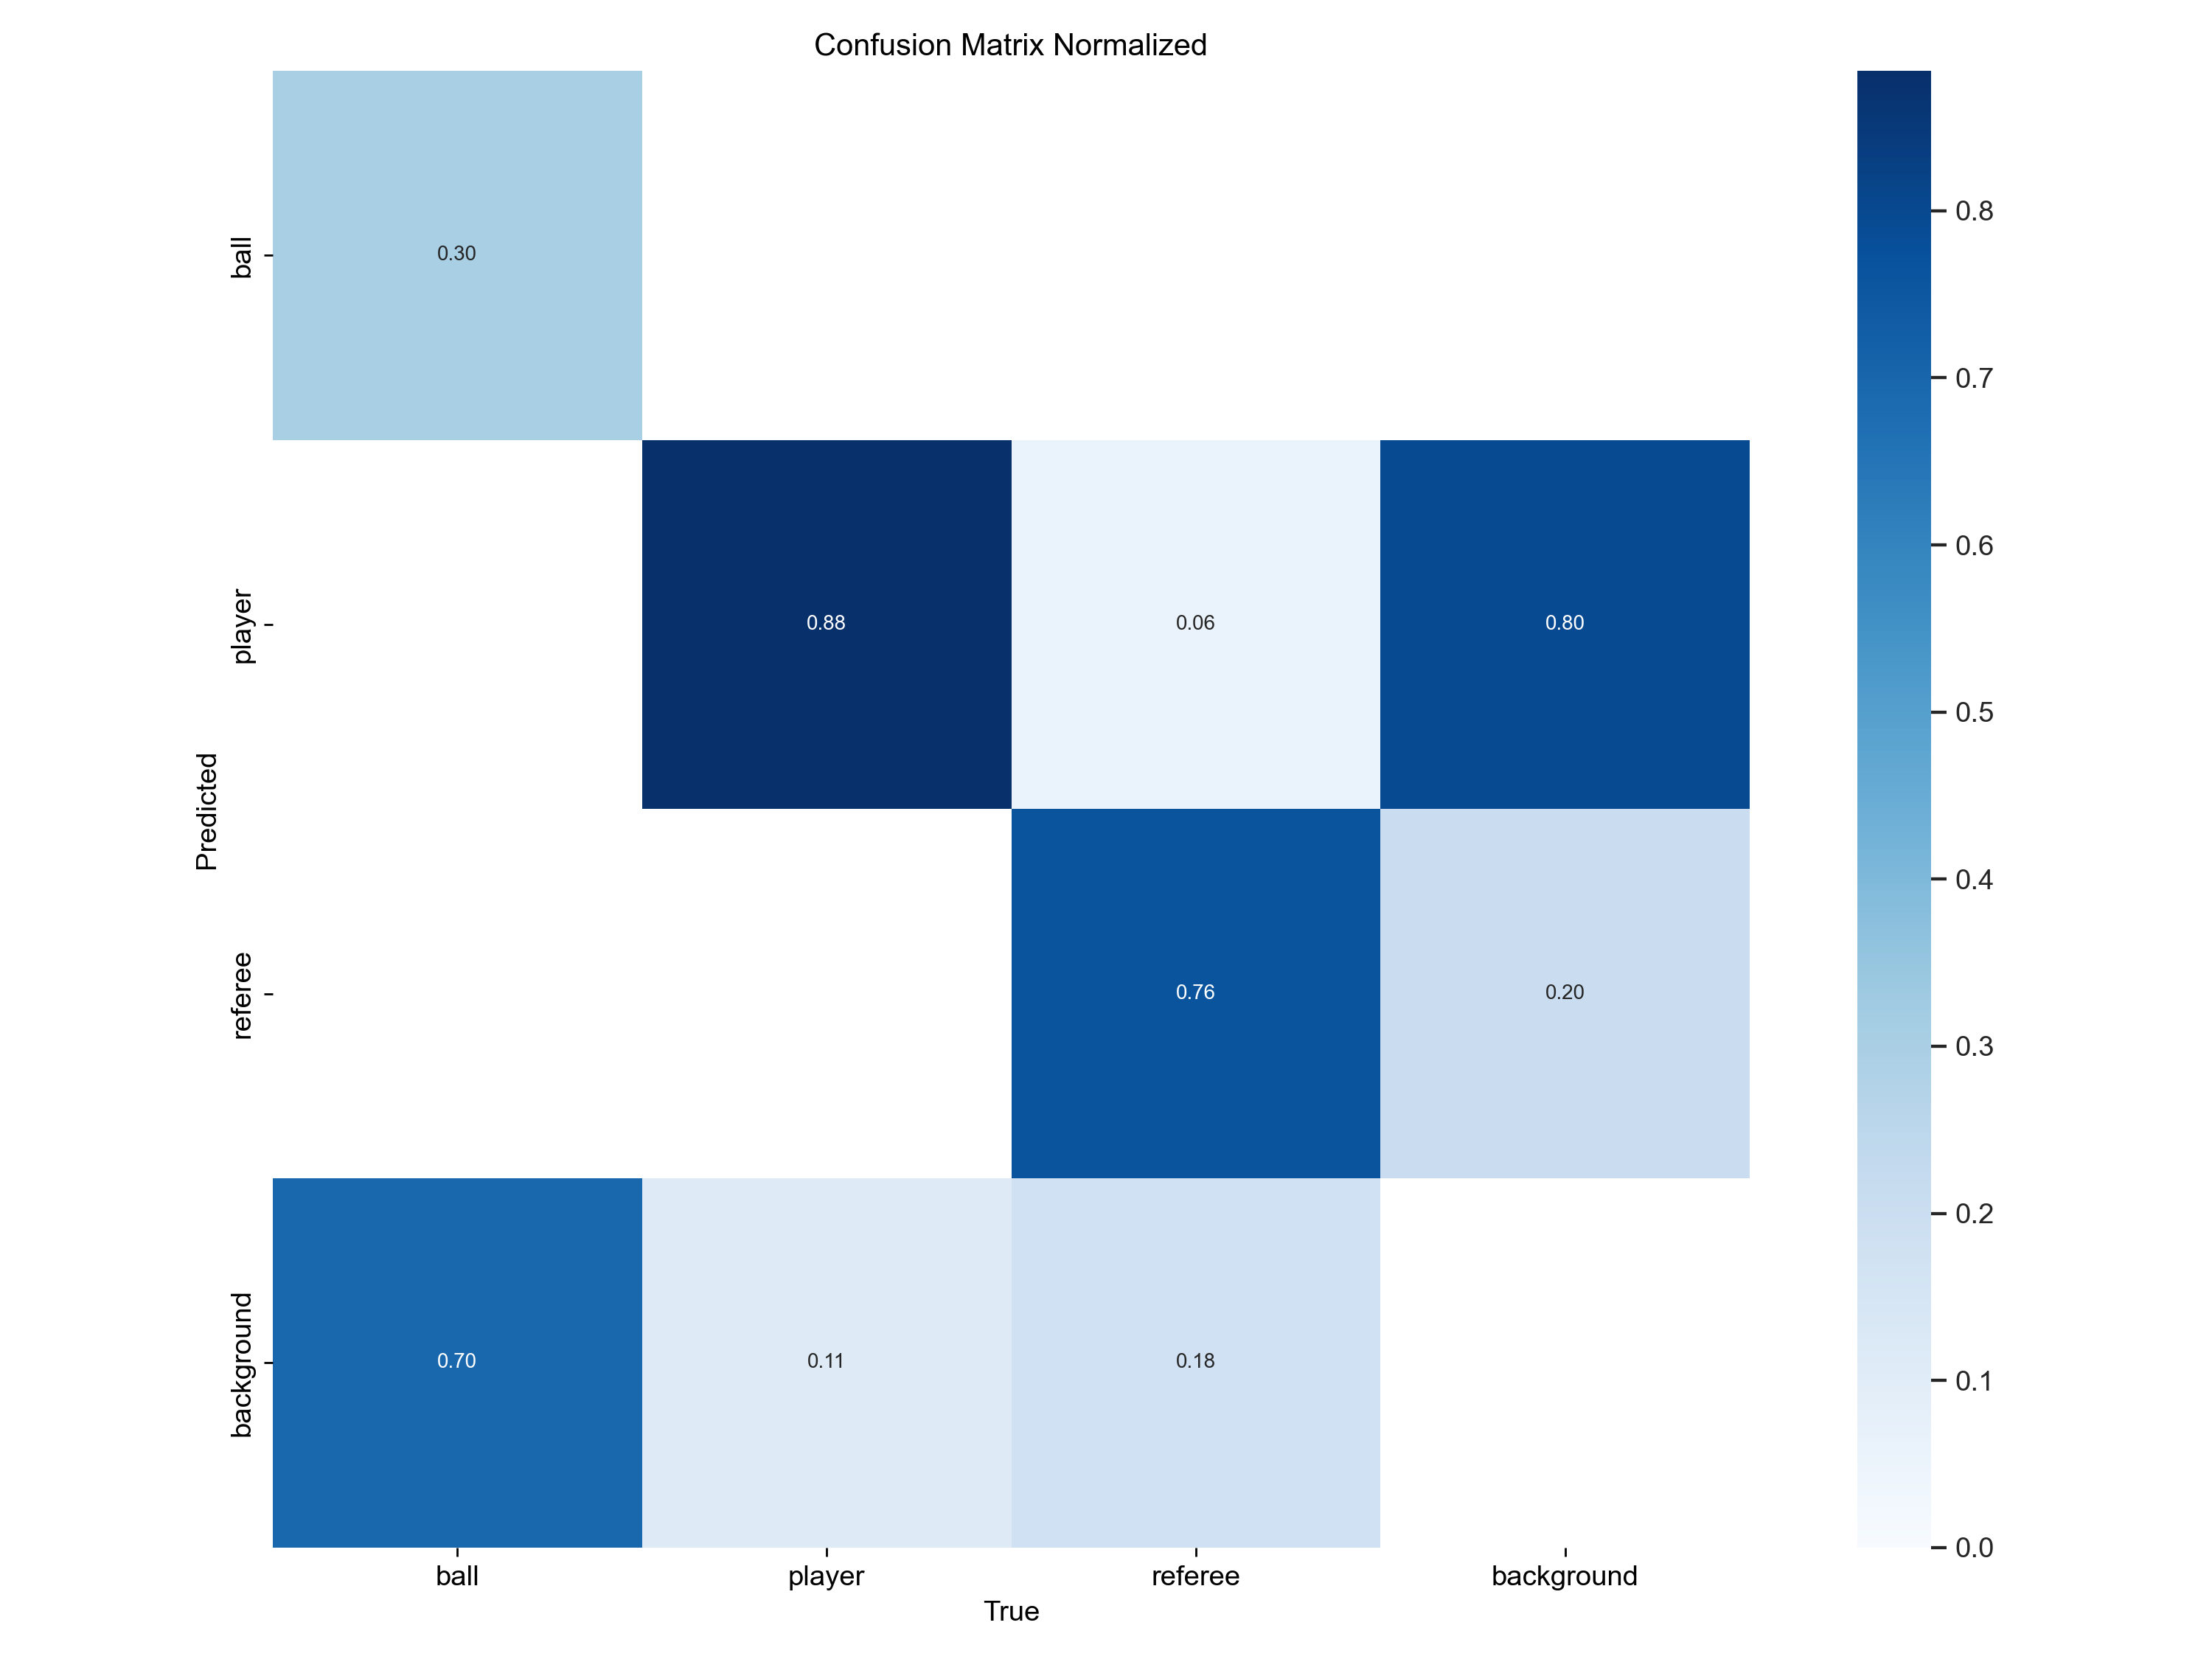 Confusion Matrix Normalized
ball
0.30
0.8
0.7
player
0.88
0.06
0.80
0.6
0.5
Predicted
0.4
referee
0.76
0.20
0.3
0.2
background
0.70
0.11
0.18
0.1
0.0
ball
player
referee
background
True